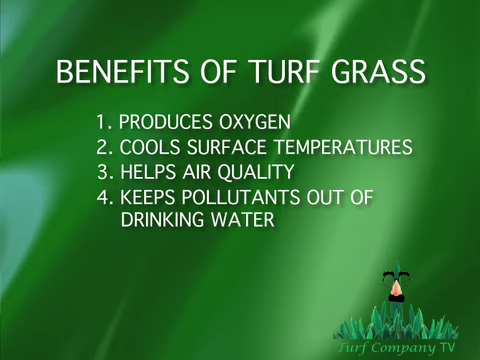 BENEFITS OF TURF GRASS
1. PRODUCES OXYGEN
2. COOLS SURFACE TEMPERATURES
3. HELPS AIR QUALITY
4. KEEPS POLLUTANTS OUT OF
DRINKING WATER
Turf Company TV